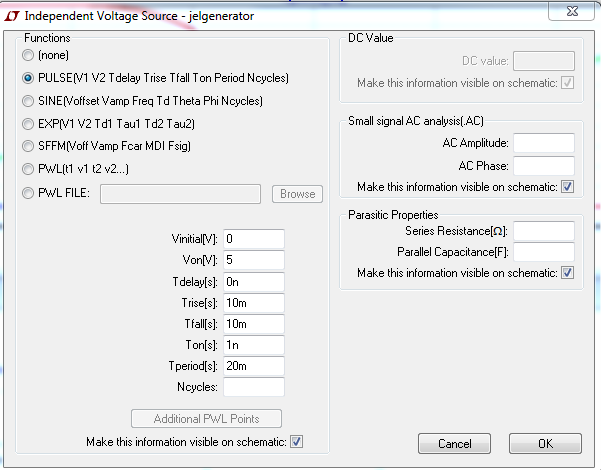 Independent Voltage Source - jelgenerator
Functions
(none)
PULSE(V1 V2 Tdelay Trise Tfall Ton Period Ncycles)
SINE(Voffset Vamp Freq Td Theta Phi Ncycles)
EXP(V1 V2 Td1 Tau1 Td2 Tau2)
SFFM(Voff Vamp Fcar MDI Fsig)
PWL(t1 v1 t2 v2...)
PWL FILE:
Browse
Vinitial[V]: 0
Von[V]: 5
Tdelay[s]: 0n
Trise[s]: 10m
Tfall[s]: 10m
Ton[s]: 1n
Tperiod[s]: 20m
Ncycles:
Additional PWL Points
Make this information visible on schematic:
DC Value
DC value:
Make this information visible on schematic:
Small signal AC analysis(.AC)
AC Amplitude:
AC Phase:
Make this information visible on schematic:
Parasitic Properties
Series Resistance[Ω]:
Parallel Capacitance[F]:
Make this information visible on schematic:
Cancel
OK